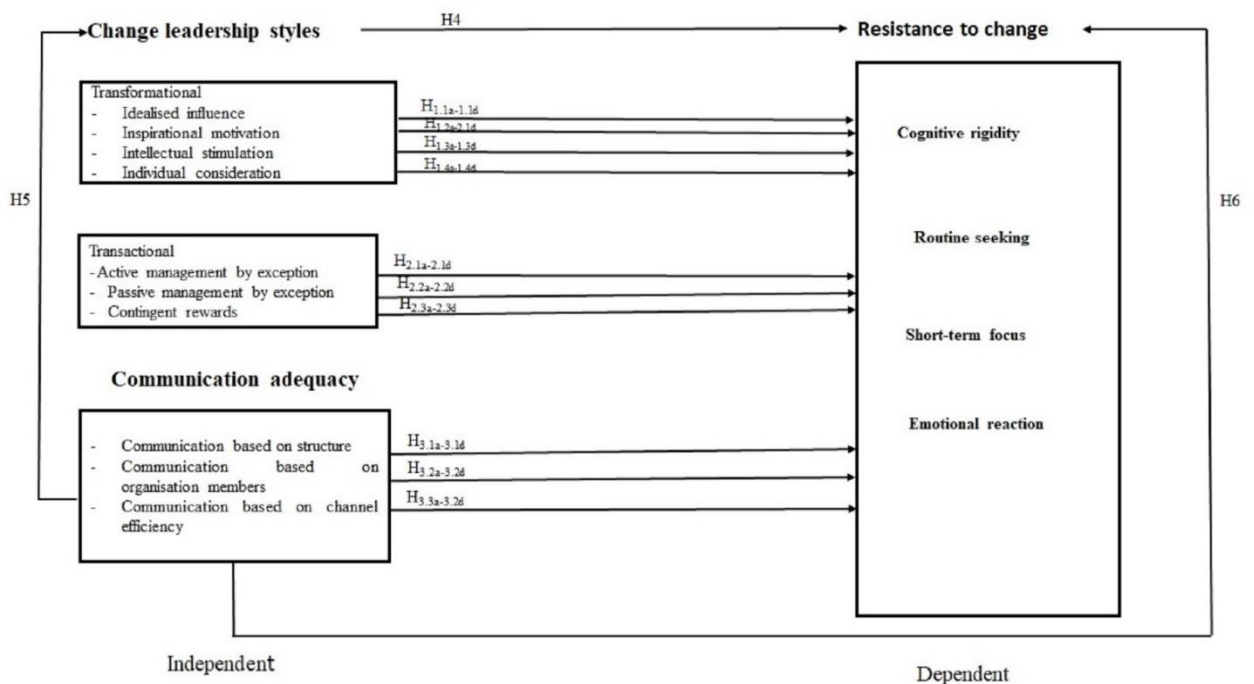 H4
Change leadership styles
Resistance to change
Transformational
- Idealised influence
- Inspirational motivation
- Intellectual stimulation
- Individual consideration
H1.1a-1.1d
H1.2a-2.1d
H1.3a-1.3d
H1.4a-1.4d
Cognitive rigidity
H5
H6
Transactional
-Active management by exception
- Passive management by exception
- Contingent rewards
H2.1a-2.1d
H2.2a-2.2d
H2.3a-2.3d
Routine seeking
Short-term focus
Communication adequacy
Emotional reaction
- Communication based on structure
- Communication based on
organisation members
- Communication based on channel
efficiency
H3.1a-3.1d
H3.2a-3.2d
H3.3a-3.2d
Independent
Dependent